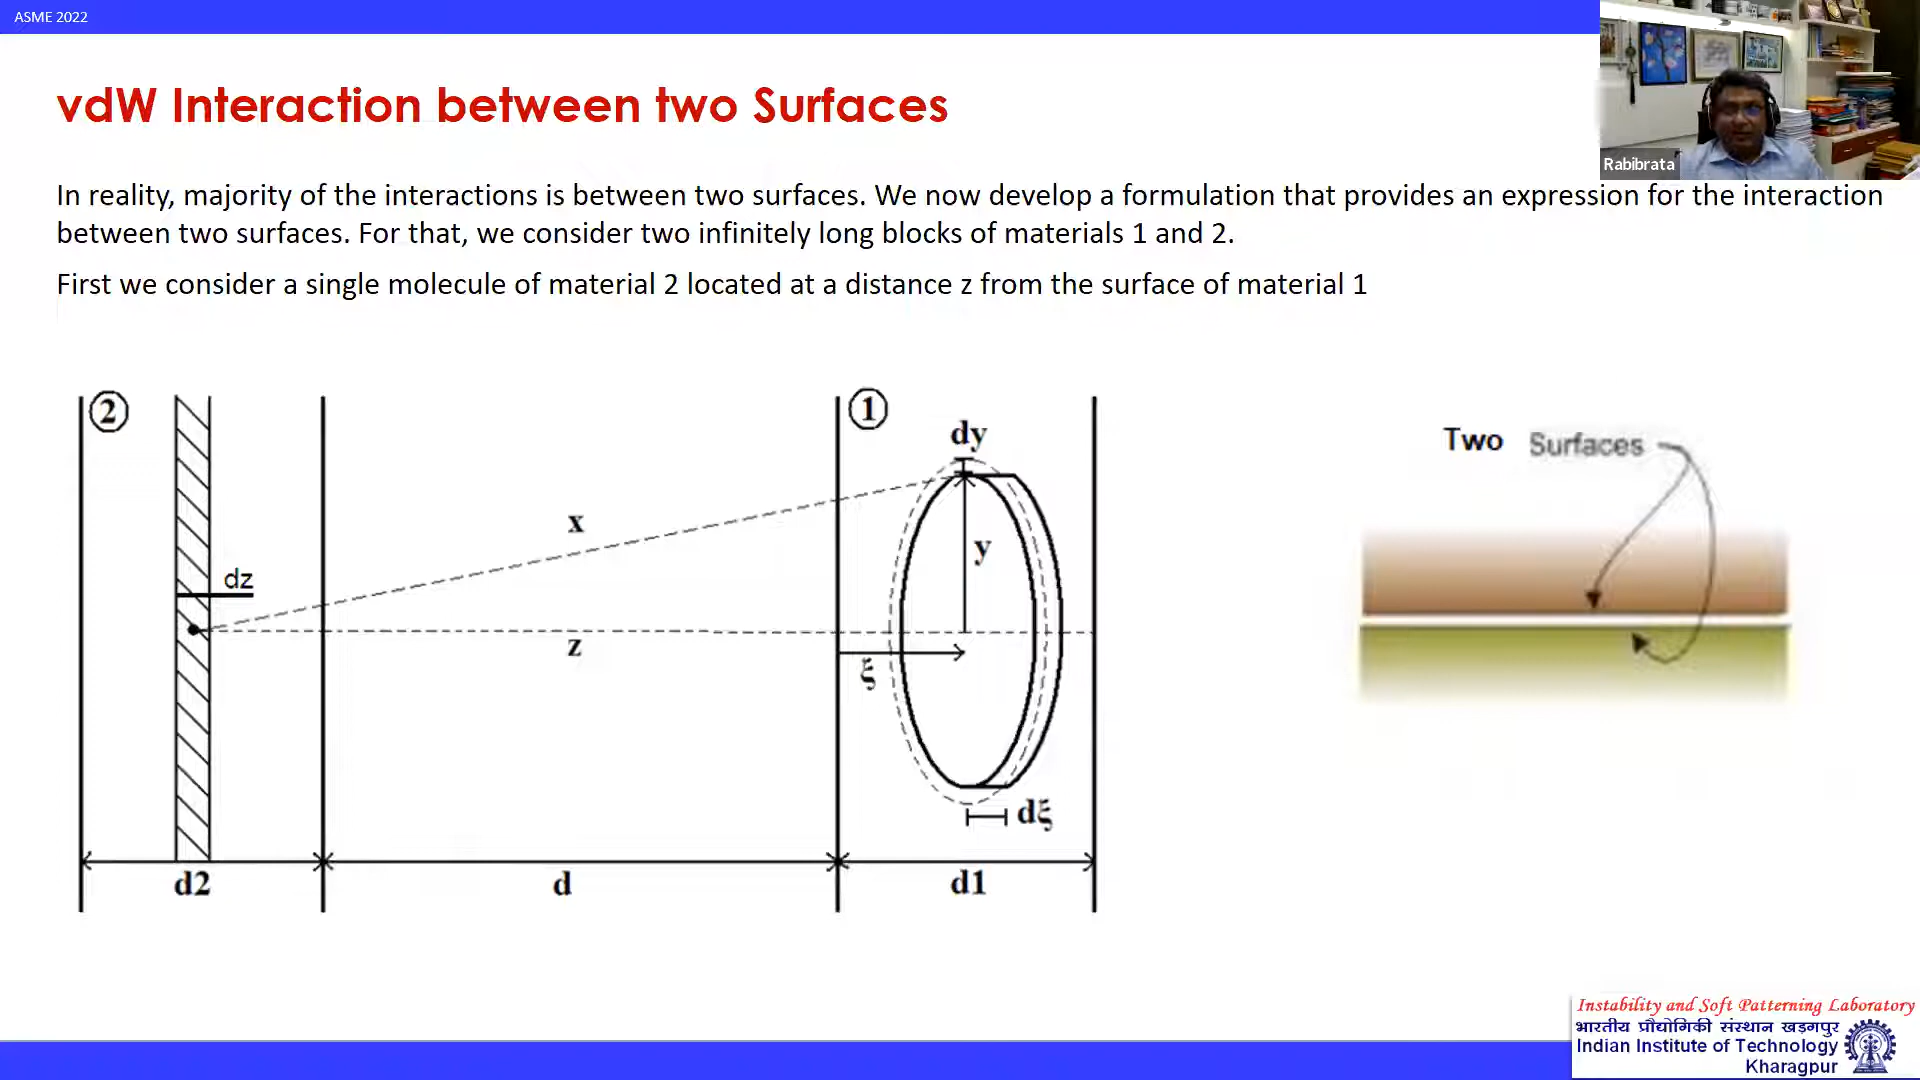 ASME 2022
vdW Interaction between two Surfaces
Rabibrata
In reality, majority of the interactions is between two surfaces. We now develop a formulation that provides an expression for the interaction
between two surfaces. For that, we consider two infinitely long blocks of materials 1 and 2.
First we consider a single molecule of material 2 located at a distance z from the surface of material 1
2
1
dy
Two Surfaces
x
y
dz
z
ξ
dξ
d2
d
d1
Instability and Soft Patterning Laboratory
भारतीय प्रौद्योगिकी संस्थान खड़गपुर
Indian Institute of Technology
Kharagpur